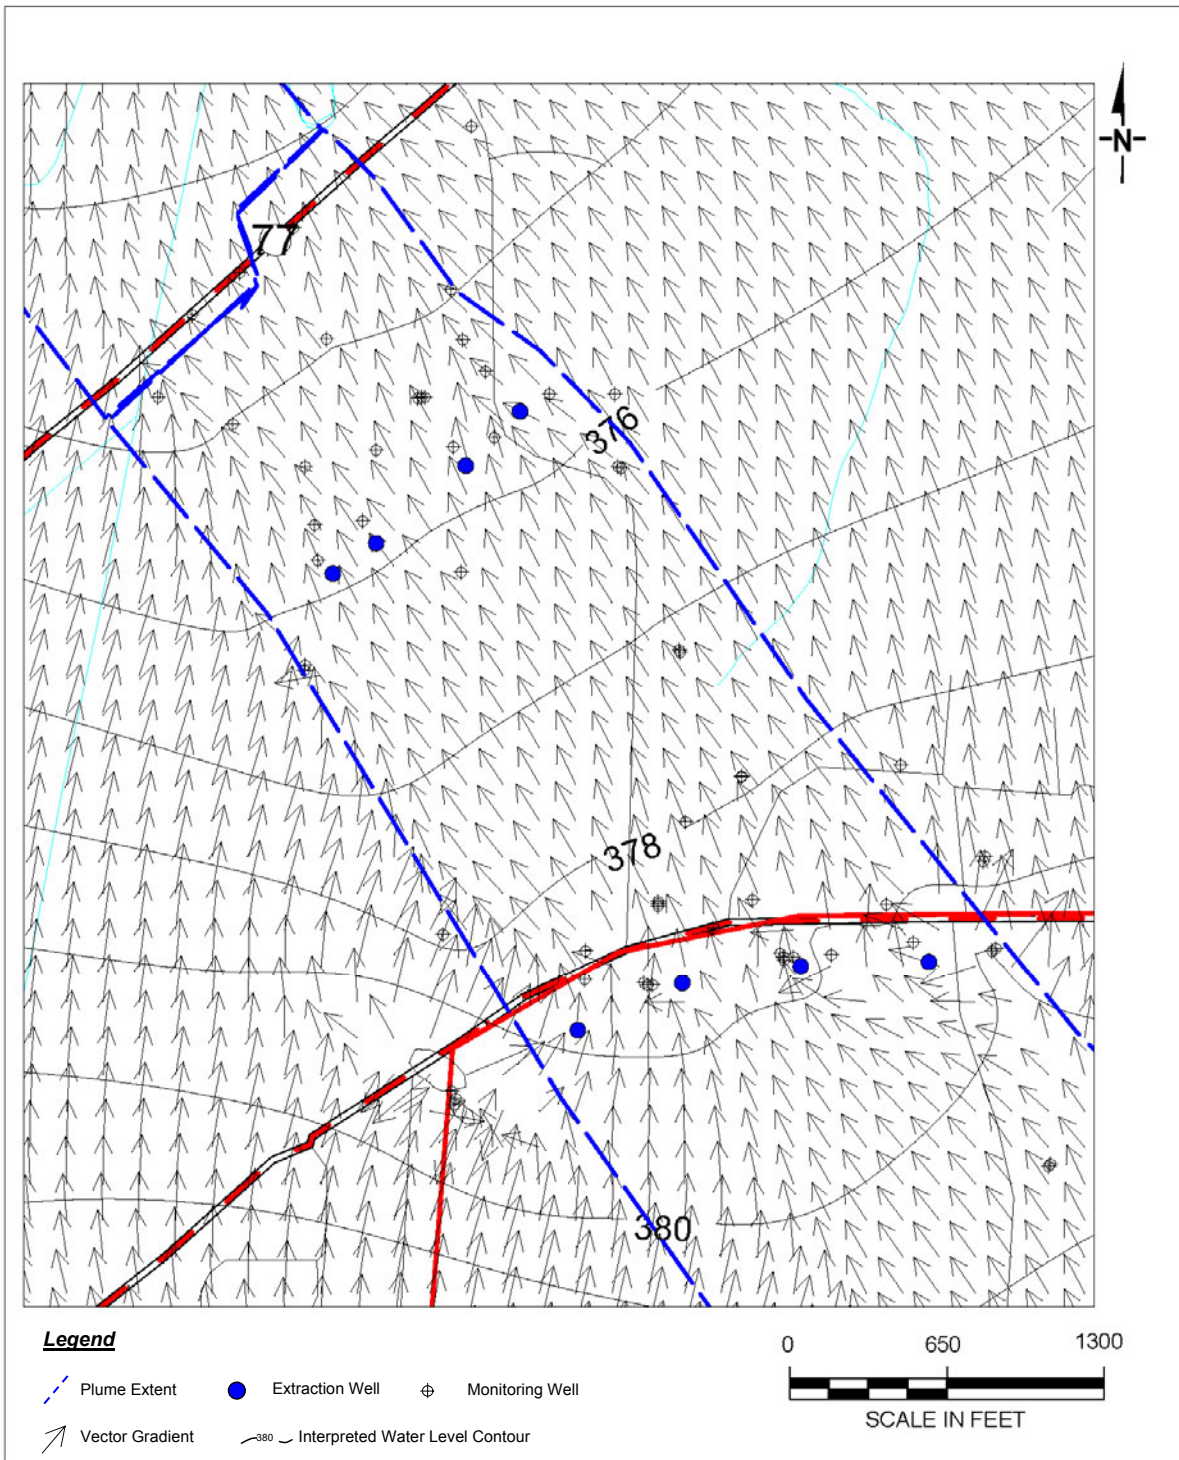 N
77
376
378
380
Legend
0 650 1300
Plume Extent
Extraction Well
Monitoring Well
SCALE IN FEET
Vector Gradient
380
Interpreted Water Level Contour